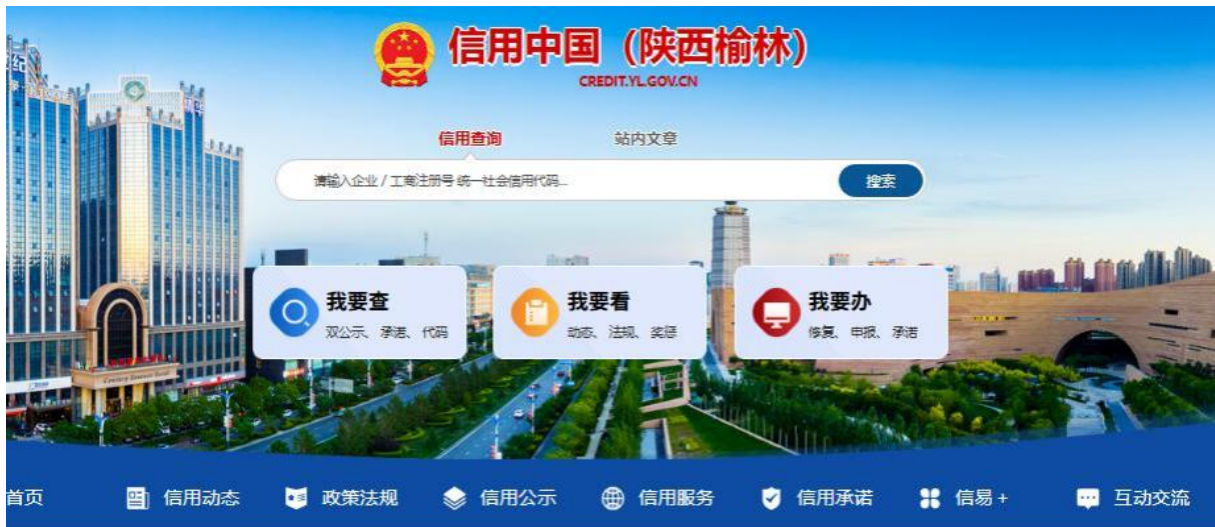 信用中国（陕西榆林）
CREDIT.YL.GOV.CN
信用查询
站内文章
请输入企业 / 工商注册号 统一社会信用代码...
搜索
我要查
双公示、承诺、代码
我要看
动态、法规、奖惩
我要办
修复、申报、承诺
首页
信用动态
政策法规
信用公示
信用服务
信用承诺
信易+
互动交流